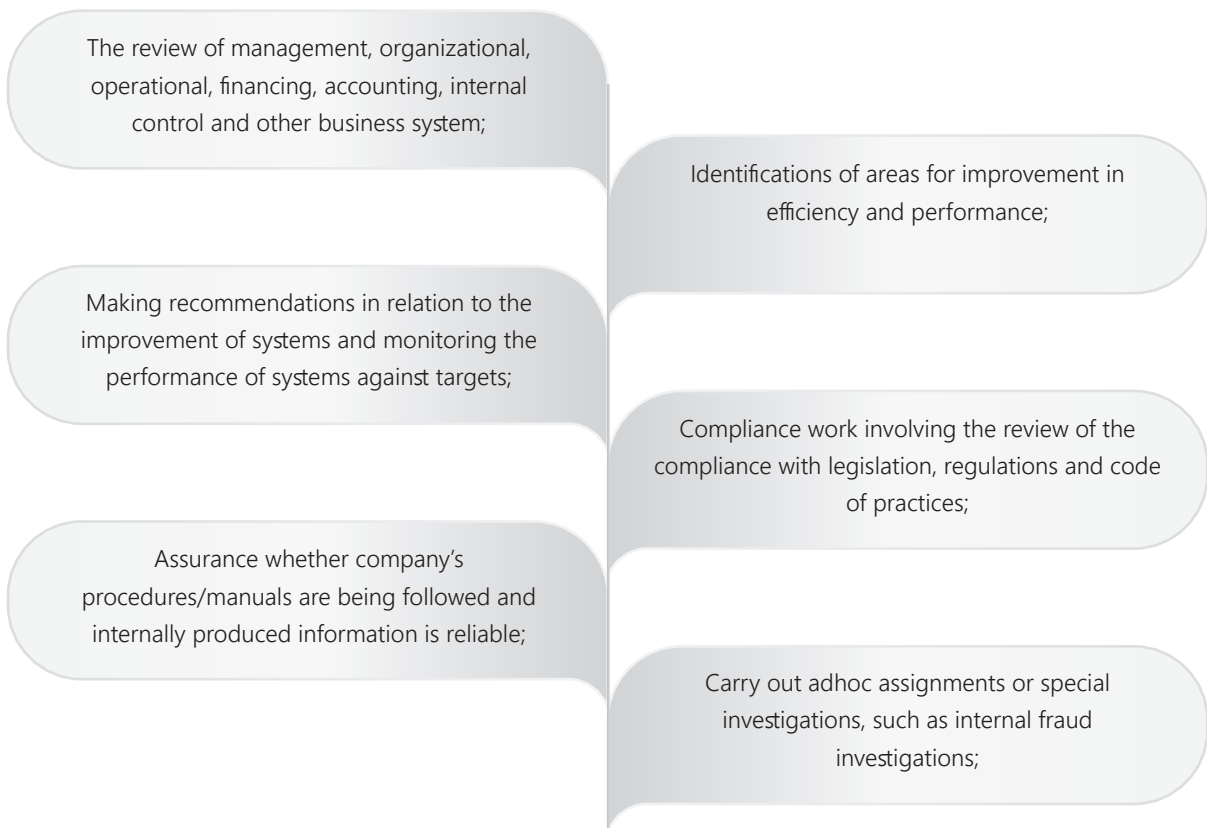 The review of management, organizational,
operational, financing, accounting, internal
control and other business system;
Identifications of areas for improvement in
efficiency and performance;
Making recommendations in relation to the
improvement of systems and monitoring the
performance of systems against targets;
Compliance work involving the review of the
compliance with legislation, regulations and code
of practices;
Assurance whether company’s
procedures/manuals are being followed and
internally produced information is reliable;
Carry out adhoc assignments or special
investigations, such as internal fraud
investigations;